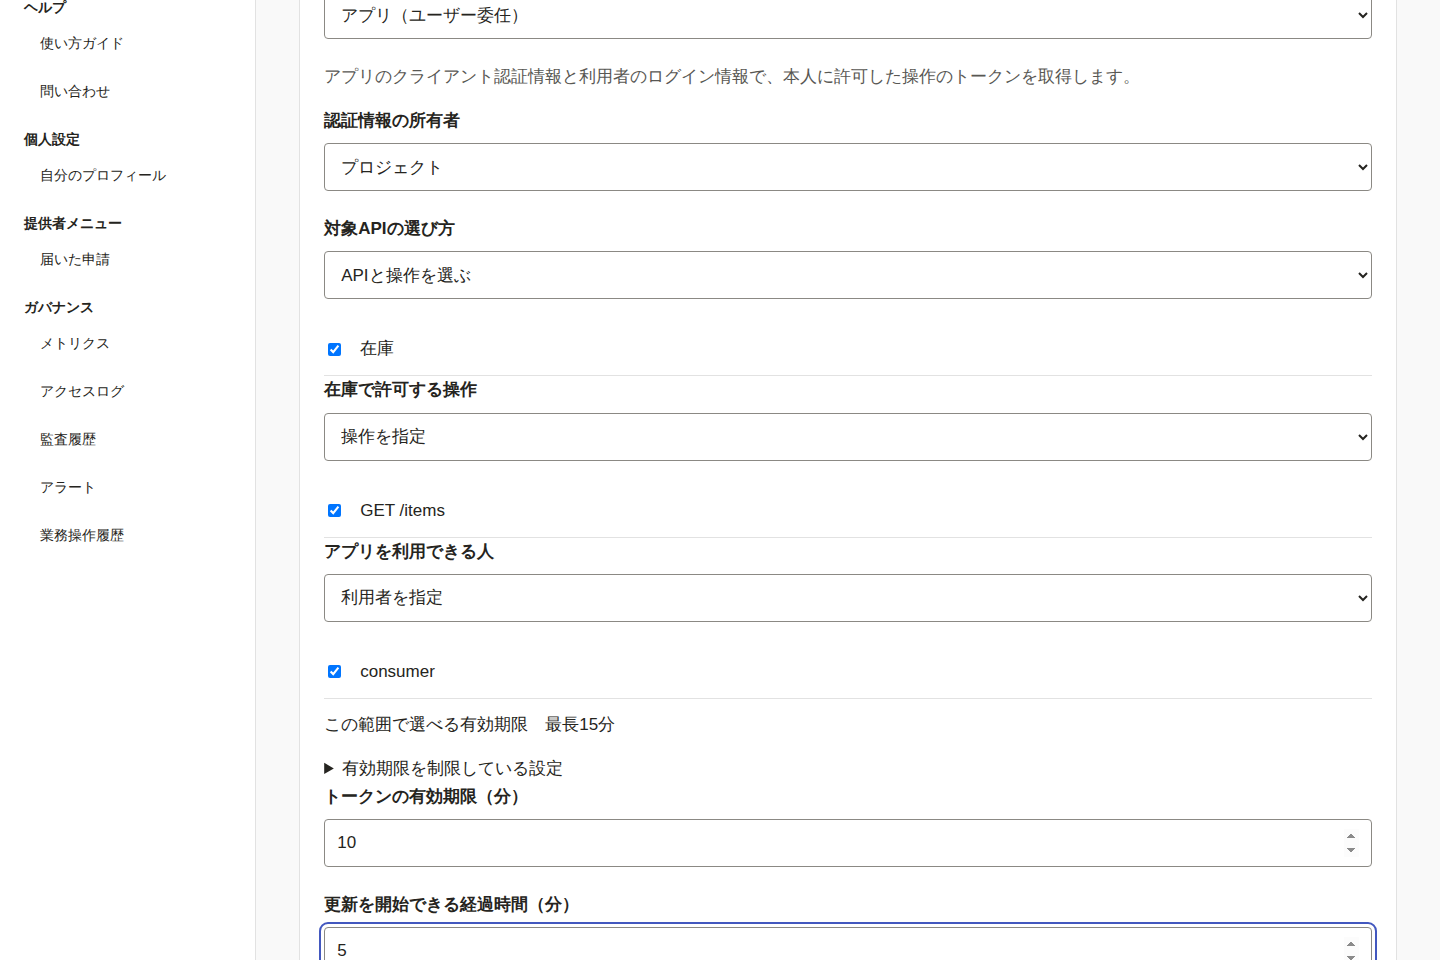 ヘルプ
使い方ガイド
問い合わせ
個人設定
自分のプロフィール
提供者メニュー
届いた申請
ガバナンス
メトリクス
アクセスログ
監査履歴
アラート
業務操作履歴
アプリ（ユーザー委任）
アプリのクライアント認証情報と利用者のログイン情報で、本人に許可した操作のトークンを取得します。
認証情報の所有者
プロジェクト
対象APIの選び方
APIと操作を選ぶ
在庫
在庫で許可する操作
操作を指定
GET /items
アプリを利用できる人
利用者を指定
consumer
この範囲で選べる有効期限　最長15分
有効期限を制限している設定
トークンの有効期限（分）
10
更新を開始できる経過時間（分）
5